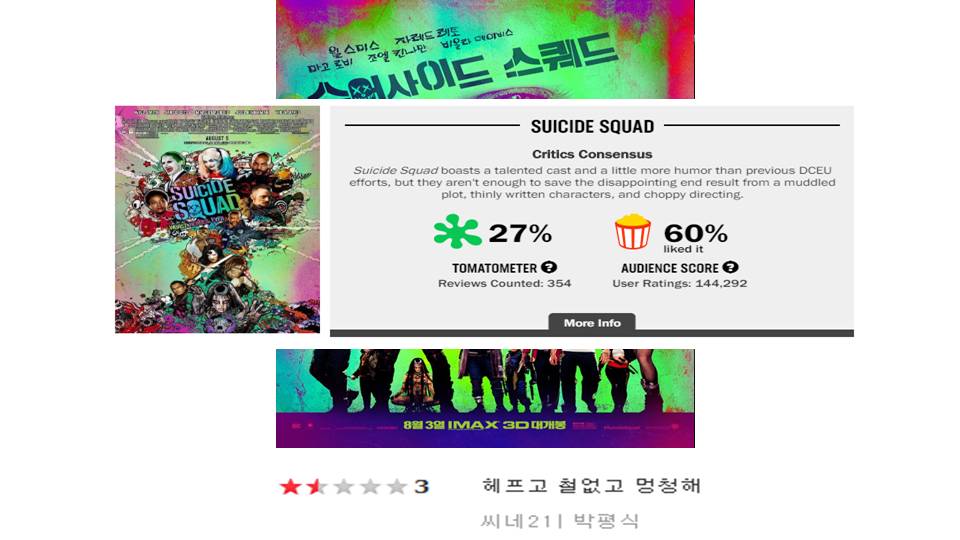 윌 스미스 자레드 레토
마고 로비 조엘 킨나만 비올라 데이비스
수어사이드 스쿼드
AUGUST 5
SUICIDE
SQUAD
SUICIDE SQUAD
Critics Consensus
Suicide Squad boasts a talented cast and a little more humor than previous DCEU
efforts, but they aren't enough to save the disappointing end result from a muddled
plot, thinly written characters, and choppy directing.
27%
60%
liked it
TOMATOMETER ?
AUDIENCE SCORE ?
Reviews Counted: 354
User Ratings: 144,292
More Info
8월 3일 IMAX 3D 대개봉
3 헤프고 철없고 멍청해
씨네21| 박평식